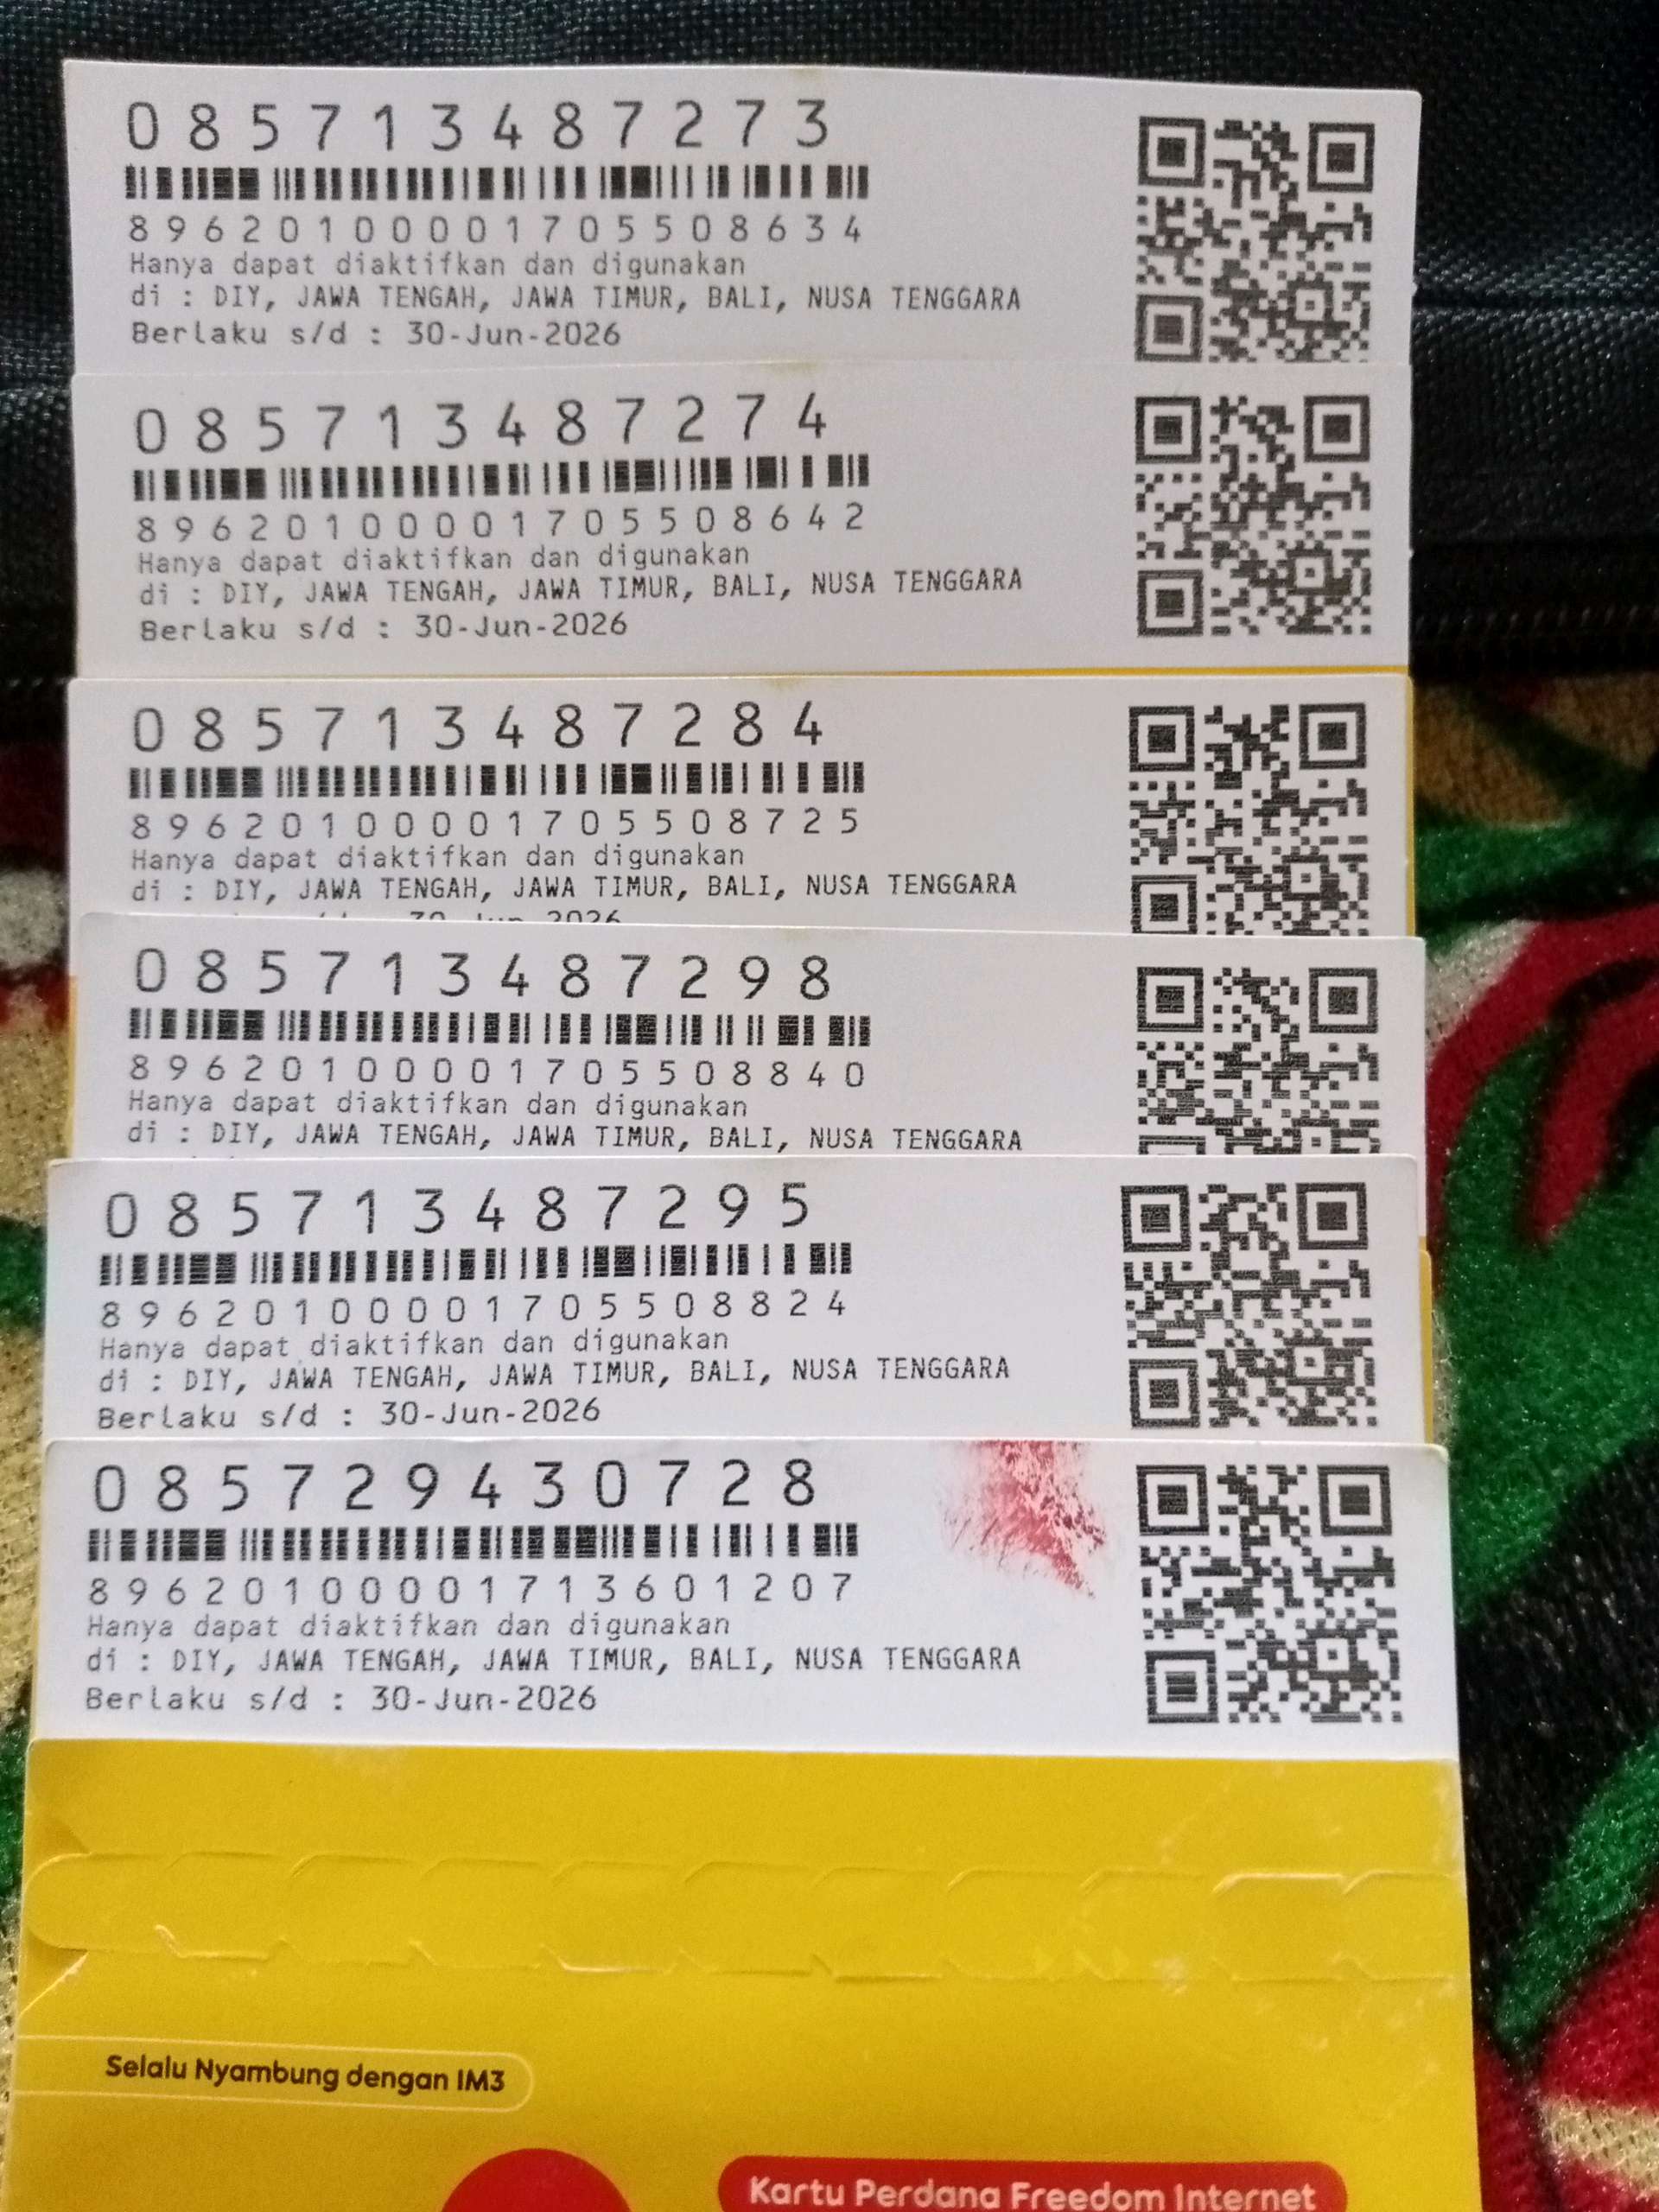 085713487273
89620100001705508634
Hanya dapat diaktifkan dan digunakan
di : DIY, JAWA TENGAH, JAWA TIMUR, BALI, NUSA TENGGARA
Berlaku s/d : 30-Jun-2026
085713487274
89620100001705508642
Hanya dapat diaktifkan dan digunakan
di : DIY, JAWA TENGAH, JAWA TIMUR, BALI, NUSA TENGGARA
Berlaku s/d : 30-Jun-2026
085713487284
89620100001705508725
Hanya dapat diaktifkan dan digunakan
di : DIY, JAWA TENGAH, JAWA TIMUR, BALI, NUSA TENGGARA
30-Jun-2026
085713487298
89620100001705508840
Hanya dapat diaktifkan dan digunakan
di : DIY, JAWA TENGAH, JAWA TIMUR, BALI, NUSA TENGGARA
085713487295
89620100001705508824
Hanya dapat diaktifkan dan digunakan
di : DIY, JAWA TENGAH, JAWA TIMUR, BALI, NUSA TENGGARA
Berlaku s/d : 30-Jun-2026
085729430728
89620100001713601207
Hanya dapat diaktifkan dan digunakan
di : DIY, JAWA TENGAH, JAWA TIMUR, BALI, NUSA TENGGARA
Berlaku s/d : 30-Jun-2026
Selalu Nyambung dengan IM3
Kartu Perdana Freedom Internet